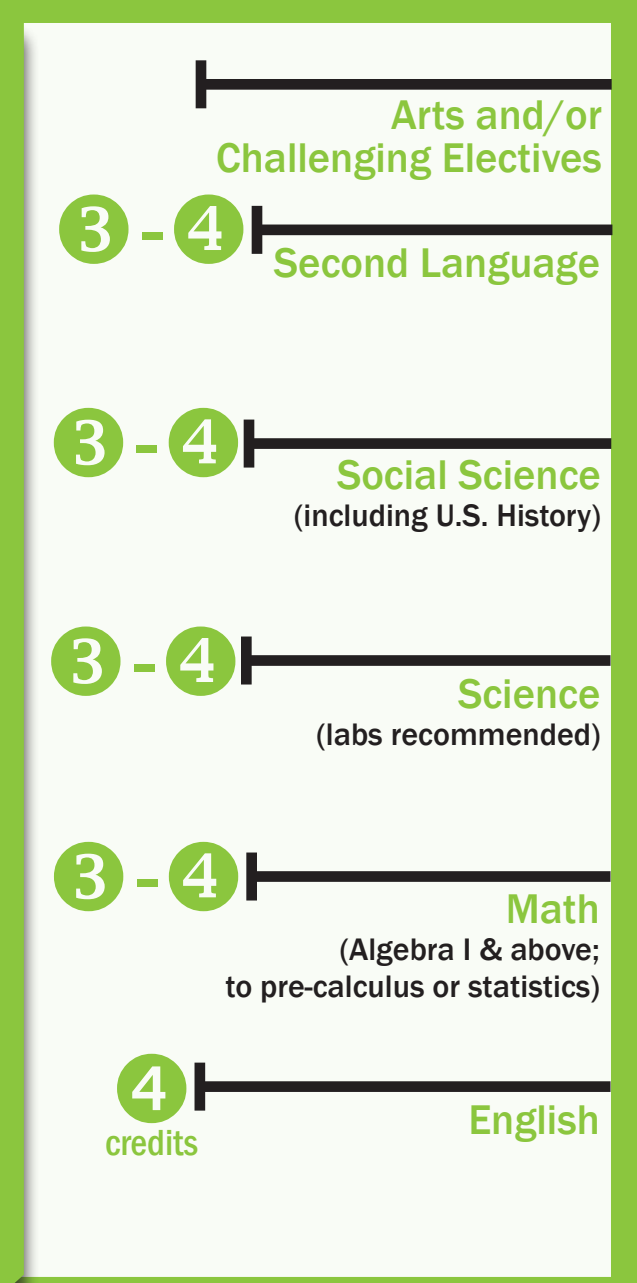 Arts and/or
Challenging Electives
3 - 4
Second Language
3 - 4
Social Science
(including U.S. History)
3 - 4
Science
(labs recommended)
3 - 4
Math
(Algebra I & above;
to pre-calculus or statistics)
4
credits
English